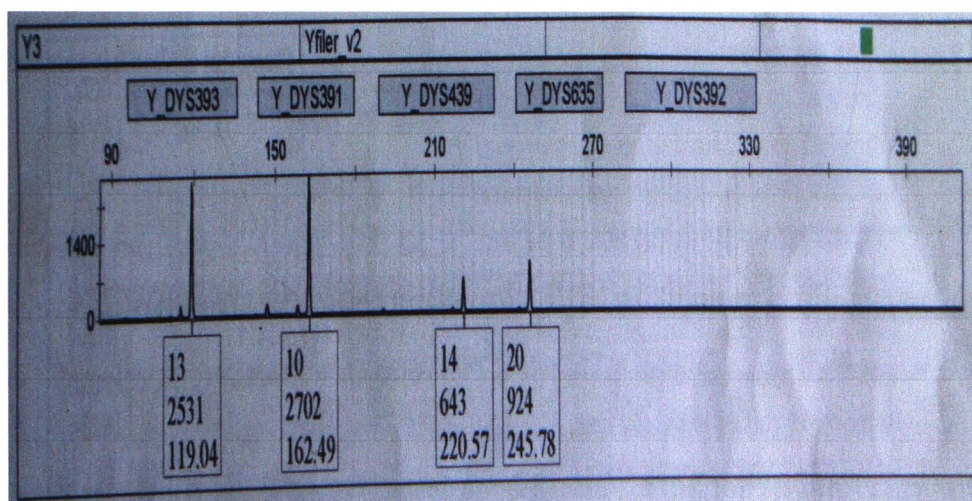 Y3 Yfiler_v2
Y_DYS393 Y_DYS391 Y_DYS439 Y_DYS635 Y_DYS392
90 150 210 270 330 390
1400
0
13 10 14 20
2531 2702 643 924
119.04 162.49 220.57 245.78